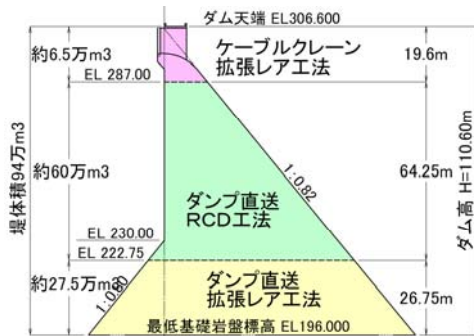 ダム天端 EL306.600
約6.5万m3
ケーブルクレーン
拡張レア工法
19.6m
EL 287.00
堤体積94万m3
約60万m3
1:0.82
64.25m
ダム高 H=110.60m
ダンプ直送
RCD工法
EL 230.00
EL 222.75
約27.5万m3
1:0.80
ダンプ直送
拡張レア工法
26.75m
最低基礎岩盤標高 EL196.000